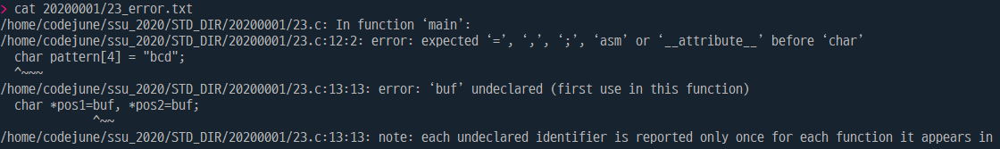 > cat 20200001/23_error.txt
/home/codejune/ssu_2020/STD_DIR/20200001/23.c: In function ‘main’:
/home/codejune/ssu_2020/STD_DIR/20200001/23.c:12:2: error: expected ‘=’, ‘,’, ‘;’, ‘asm’ or ‘__attribute__’ before ‘char’
  char pattern[4] = "bcd";
  ^~~~
/home/codejune/ssu_2020/STD_DIR/20200001/23.c:13:13: error: ‘buf’ undeclared (first use in this function)
  char *pos1=buf, *pos2=buf;
             ^~~
/home/codejune/ssu_2020/STD_DIR/20200001/23.c:13:13: note: each undeclared identifier is reported only once for each function it appears in